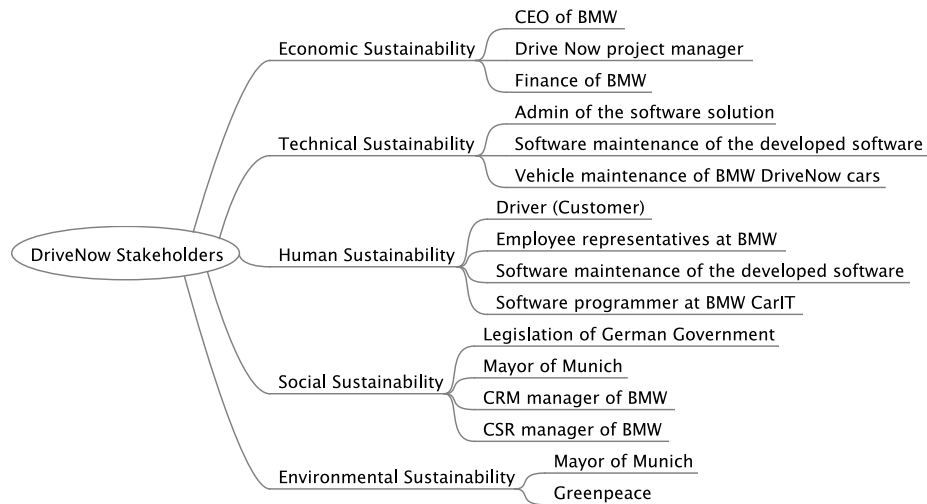 DriveNow Stakeholders
Economic Sustainability
CEO of BMW
Drive Now project manager
Finance of BMW
Technical Sustainability
Admin of the software solution
Software maintenance of the developed software
Vehicle maintenance of BMW DriveNow cars
Human Sustainability
Driver (Customer)
Employee representatives at BMW
Software maintenance of the developed software
Software programmer at BMW CarIT
Social Sustainability
Legislation of German Government
Mayor of Munich
CRM manager of BMW
CSR manager of BMW
Environmental Sustainability
Mayor of Munich
Greenpeace